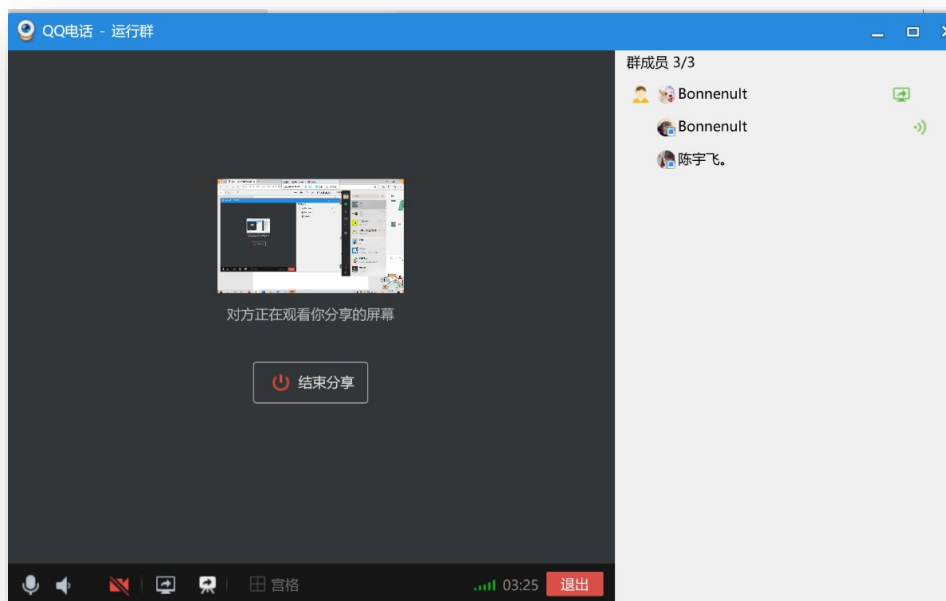 QQ电话 - 运行群
群成员 3/3
Bonnenult
Bonnenult
陈宇飞。
对方正在观看你分享的屏幕
结束分享
宫格
03:25
退出